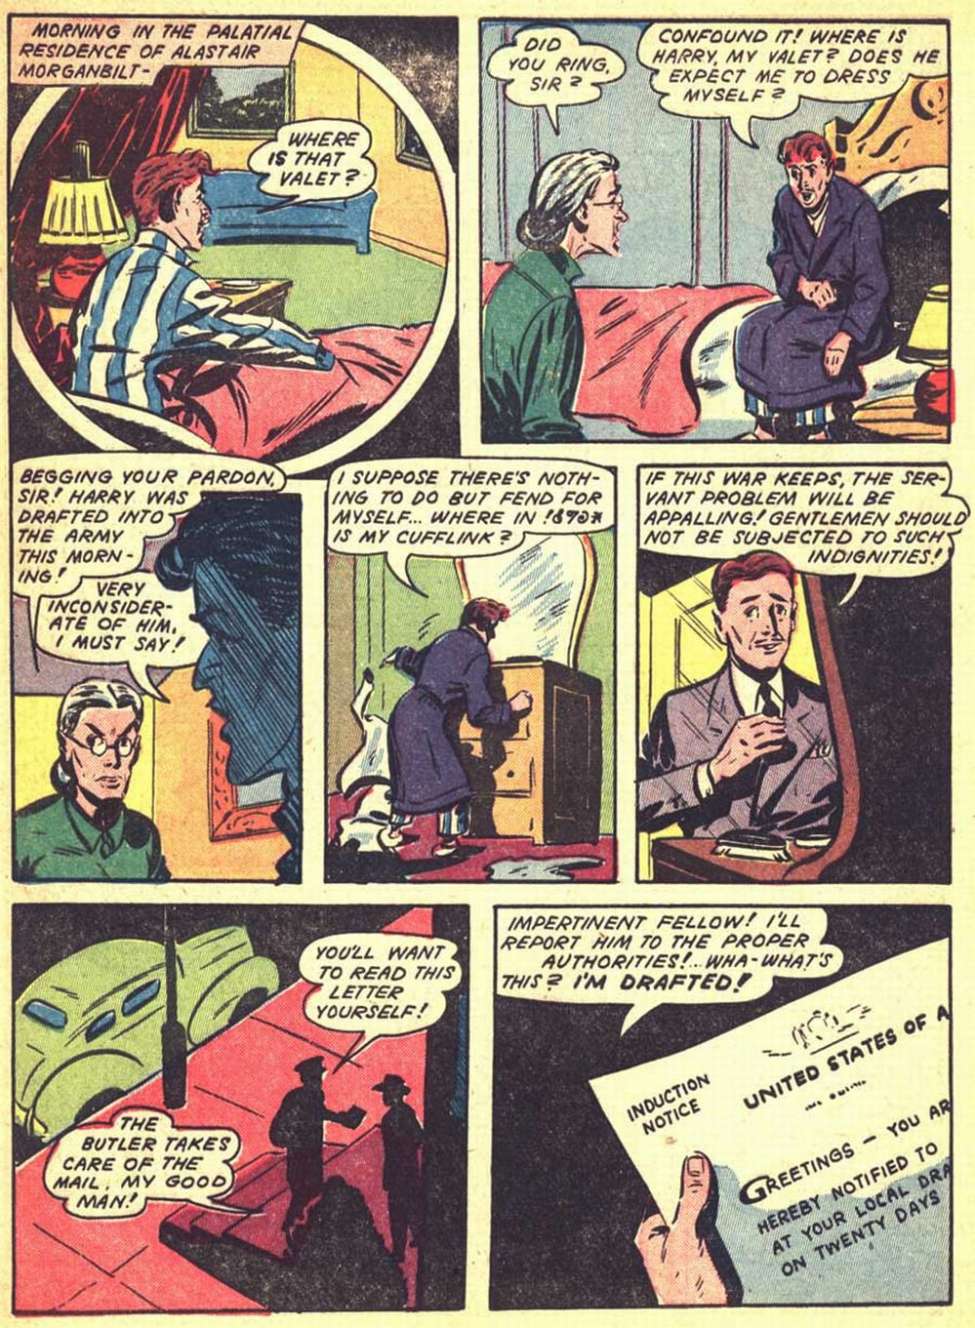 MORNING IN THE PALATIAL
RESIDENCE OF ALASTAIR
MORGANBILT-
WHERE
IS THAT
VALET?
DID
YOU RING,
SIR?
CONFOUND IT! WHERE IS
HARRY, MY VALET? DOES HE
EXPECT ME TO DRESS
MYSELF?
BEGGING YOUR PARDON,
SIR! HARRY WAS
DRAFTED INTO
THE ARMY
THIS MORN-
ING!
VERY
INCONSIDER-
ATE OF HIM,
I MUST SAY!
I SUPPOSE THERE'S NOTH-
ING TO DO BUT FEND FOR
MYSELF... WHERE IN !&?@*
IS MY CUFFLINK?
IF THIS WAR KEEPS, THE SER-
VANT PROBLEM WILL BE
APPALLING! GENTLEMEN SHOULD
NOT BE SUBJECTED TO SUCH
INDIGNITIES!
YOU'LL WANT
TO READ THIS
LETTER
YOURSELF!
THE
BUTLER TAKES
CARE OF THE
MAIL, MY GOOD
MAN!
IMPERTINENT FELLOW! I'LL
REPORT HIM TO THE PROPER
AUTHORITIES!... WHA-WHAT'S
THIS? I'M DRAFTED!
UNITED STATES OF A
INDUCTION
NOTICE
GREETINGS - YOU AR
HEREBY NOTIFIED TO
AT YOUR LOCAL DRA
ON TWENTY DAYS